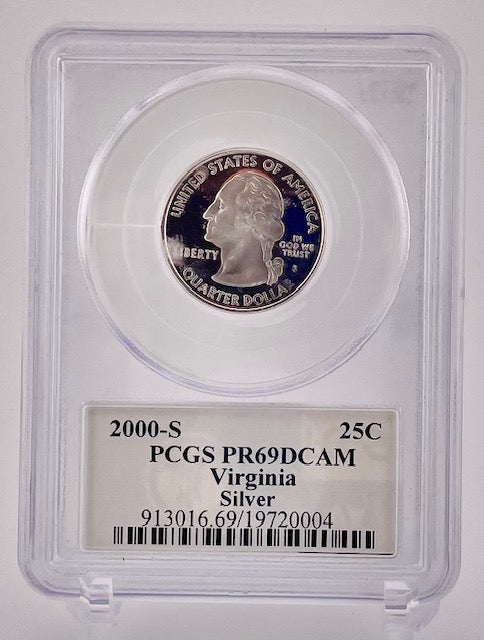 UNITED STATES OF AMERICA
LIBERTY
IN
GOD WE
TRUST
S
QUARTER DOLLAR
2000-S 25C
PCGS PR69DCAM
Virginia
Silver
913016.69/19720004